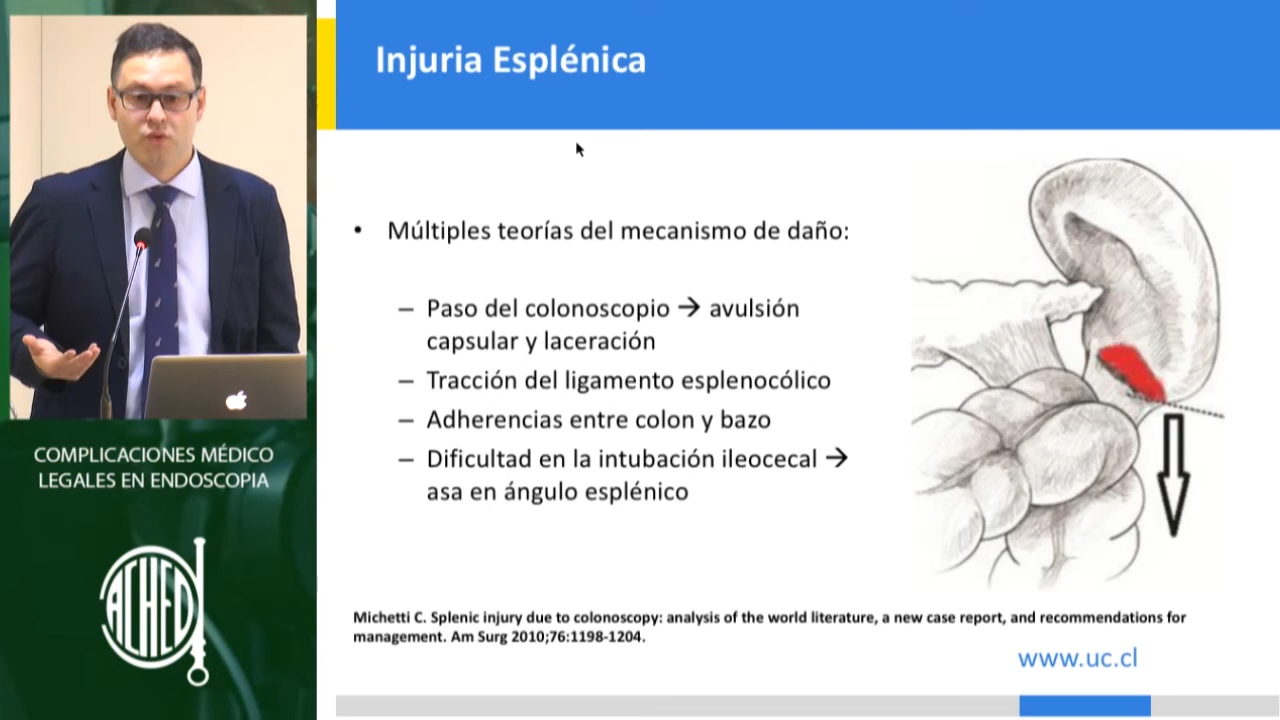 Injuria Esplénica
• Múltiples teorías del mecanismo de daño:
– Paso del colonoscopio → avulsión
capsular y laceración
– Tracción del ligamento esplenocólico
– Adherencias entre colon y bazo
– Dificultad en la intubación ileocecal →
asa en ángulo esplénico
Michetti C. Splenic injury due to colonoscopy: analysis of the world literature, a new case report, and recommendations for
management. Am Surg 2010;76:1198-1204.
www.uc.cl
COMPLICACIONES MÉDICO
LEGALES EN ENDOSCOPIA
ACHED